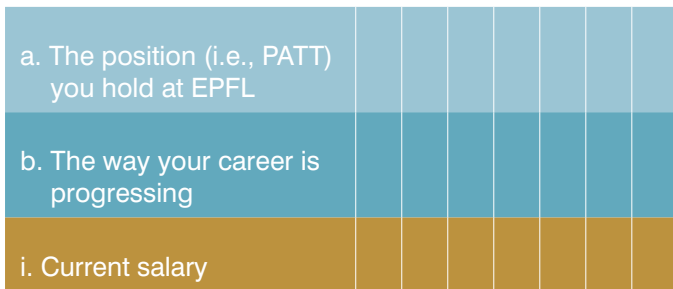 a. The position (i.e., PATT)
you hold at EPFL
b. The way your career is
progressing
i. Current salary